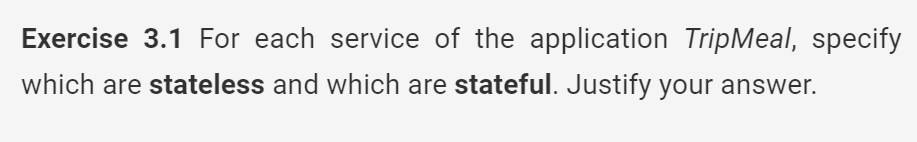 Exercise 3.1 For each service of the application TripMeal, specify
which are stateless and which are stateful. Justify your answer.